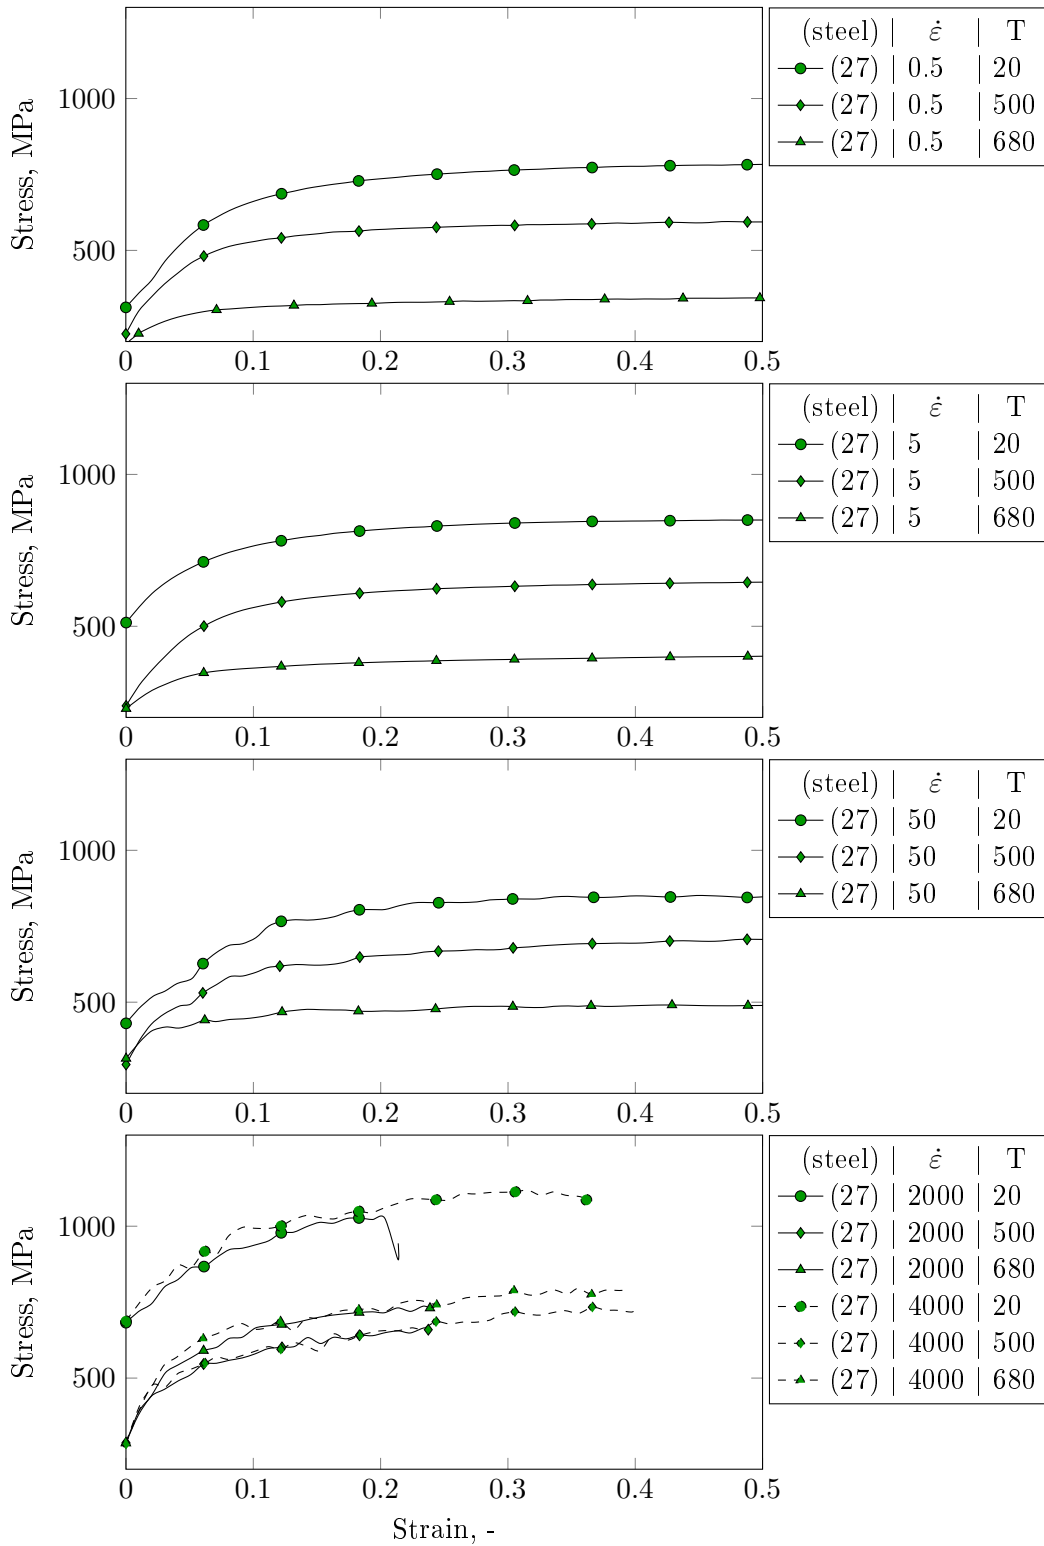 (steel) | ε̇ | T
(27) | 0.5 | 20
(27) | 0.5 | 500
(27) | 0.5 | 680
1000
500
Stress, MPa
0 0.1 0.2 0.3 0.4 0.5
(steel) | ε̇ | T
(27) | 5 | 20
(27) | 5 | 500
(27) | 5 | 680
1000
500
Stress, MPa
0 0.1 0.2 0.3 0.4 0.5
(steel) | ε̇ | T
(27) | 50 | 20
(27) | 50 | 500
(27) | 50 | 680
1000
500
Stress, MPa
0 0.1 0.2 0.3 0.4 0.5
(steel) | ε̇ | T
(27) | 2000 | 20
(27) | 2000 | 500
(27) | 2000 | 680
(27) | 4000 | 20
(27) | 4000 | 500
(27) | 4000 | 680
1000
500
Stress, MPa
0 0.1 0.2 0.3 0.4 0.5
Strain, -